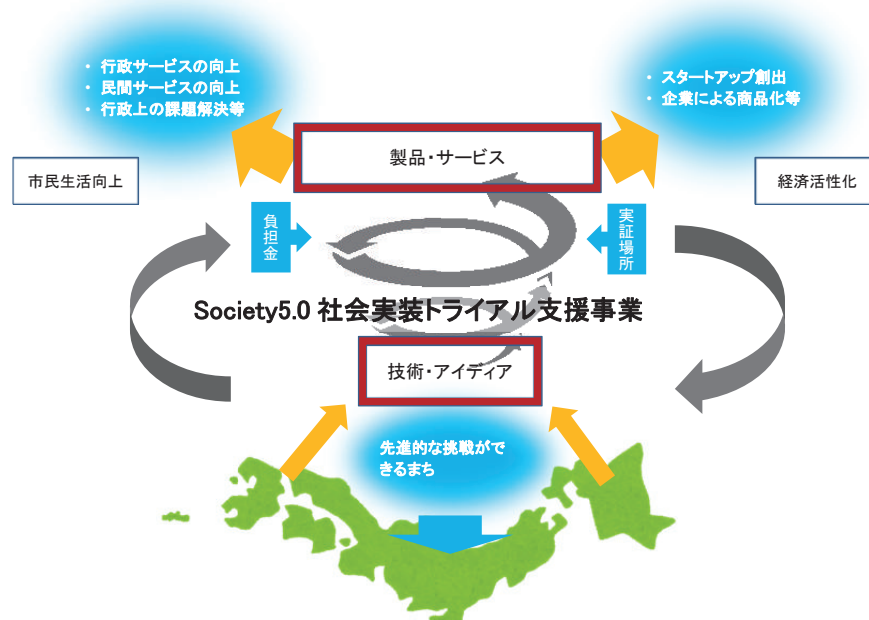 ・ 行政サービスの向上
・ 民間サービスの向上
・ 行政上の課題解決等
・ スタートアップ創出
・ 企業による商品化等
製品・サービス
市民生活向上
経済活性化
負担金
実証場所
Society5.0 社会実装トライアル支援事業
技術・アイディア
先進的な挑戦がで
きるまち